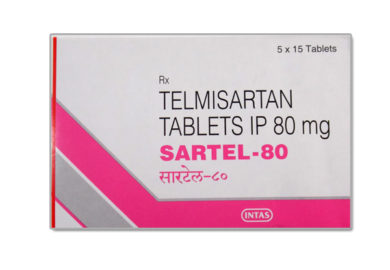 5 x 15 Tablets
Rx
TELMISARTAN
TABLETS IP 80 mg
SARTEL-80
सारटेल-८०
INTAS